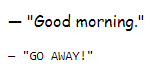 — "Good morning."
— "GO AWAY!"